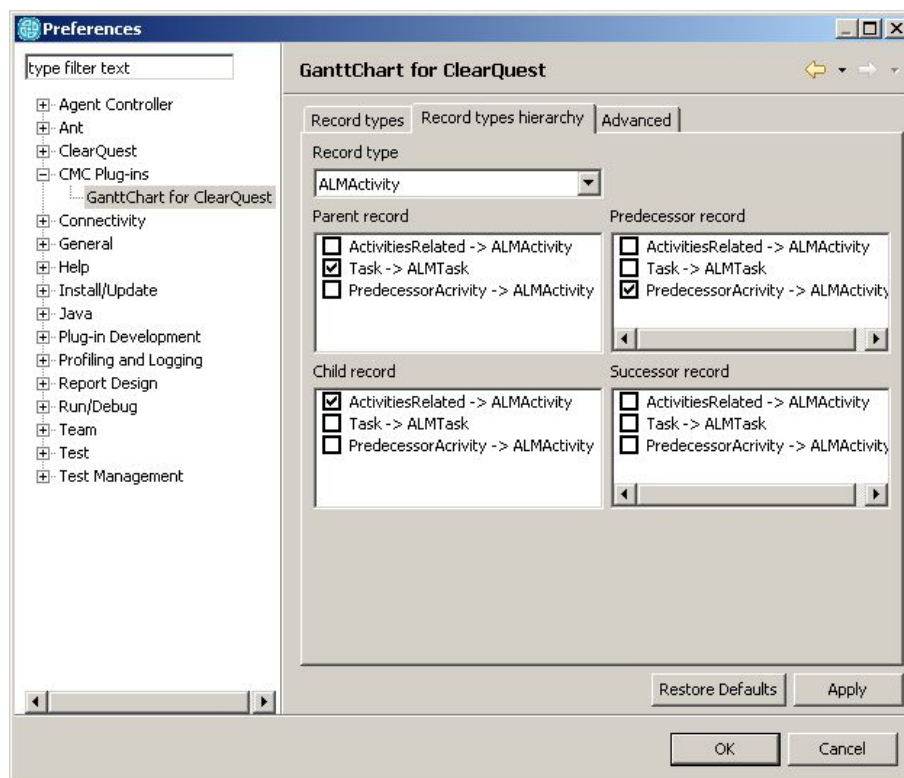 Preferences
type filter text
Agent Controller
Ant
ClearQuest
CMC Plug-ins
GanttChart for ClearQuest
Connectivity
General
Help
Install/Update
Java
Plug-in Development
Profiling and Logging
Report Design
Run/Debug
Team
Test
Test Management
GanttChart for ClearQuest
Record types
Record types hierarchy
Advanced
Record type
ALMActivity
Parent record
ActivitiesRelated -> ALMActivity
Task -> ALMTask
PredecessorAcrivity -> ALMActivity
Predecessor record
ActivitiesRelated -> ALMActivity
Task -> ALMTask
PredecessorAcrivity -> ALMActivity
Child record
ActivitiesRelated -> ALMActivity
Task -> ALMTask
PredecessorAcrivity -> ALMActivity
Successor record
ActivitiesRelated -> ALMActivity
Task -> ALMTask
PredecessorAcrivity -> ALMActivity
Restore Defaults
Apply
OK
Cancel